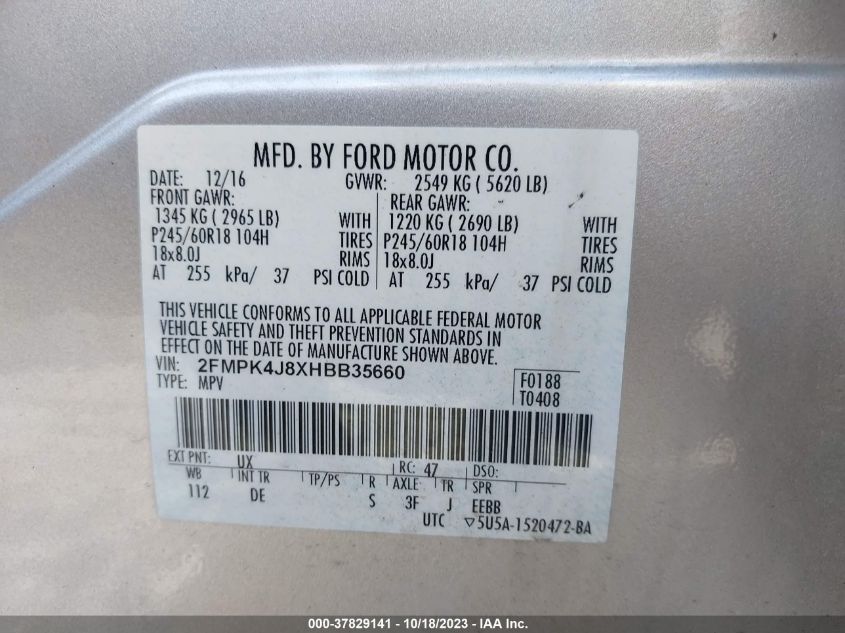 MFD. BY FORD MOTOR CO.
DATE: 12/16 GVWR: 2549 KG ( 5620 LB)
FRONT GAWR: REAR GAWR:
1345 KG ( 2965 LB) WITH 1220 KG ( 2690 LB) WITH
P245/60R18 104H TIRES P245/60R18 104H TIRES
18x8.0J RIMS 18x8.0J RIMS
AT 255 kPa/ 37 PSI COLD AT 255 kPa/ 37 PSI COLD
THIS VEHICLE CONFORMS TO ALL APPLICABLE FEDERAL MOTOR
VEHICLE SAFETY AND THEFT PREVENTION STANDARDS IN
EFFECT ON THE DATE OF MANUFACTURE SHOWN ABOVE.
VIN: 2FMPK4J8XHBB35660
TYPE: MPV
F0188
T0408
EXT PNT: UX RC: 47 DSO:
WB INT TR TP/PS R AXLE TR SPR
112 DE S 3F J EEBB
UTC ▽5U5A-1520472-BA
000-37829141 - 10/18/2023 - IAA Inc.